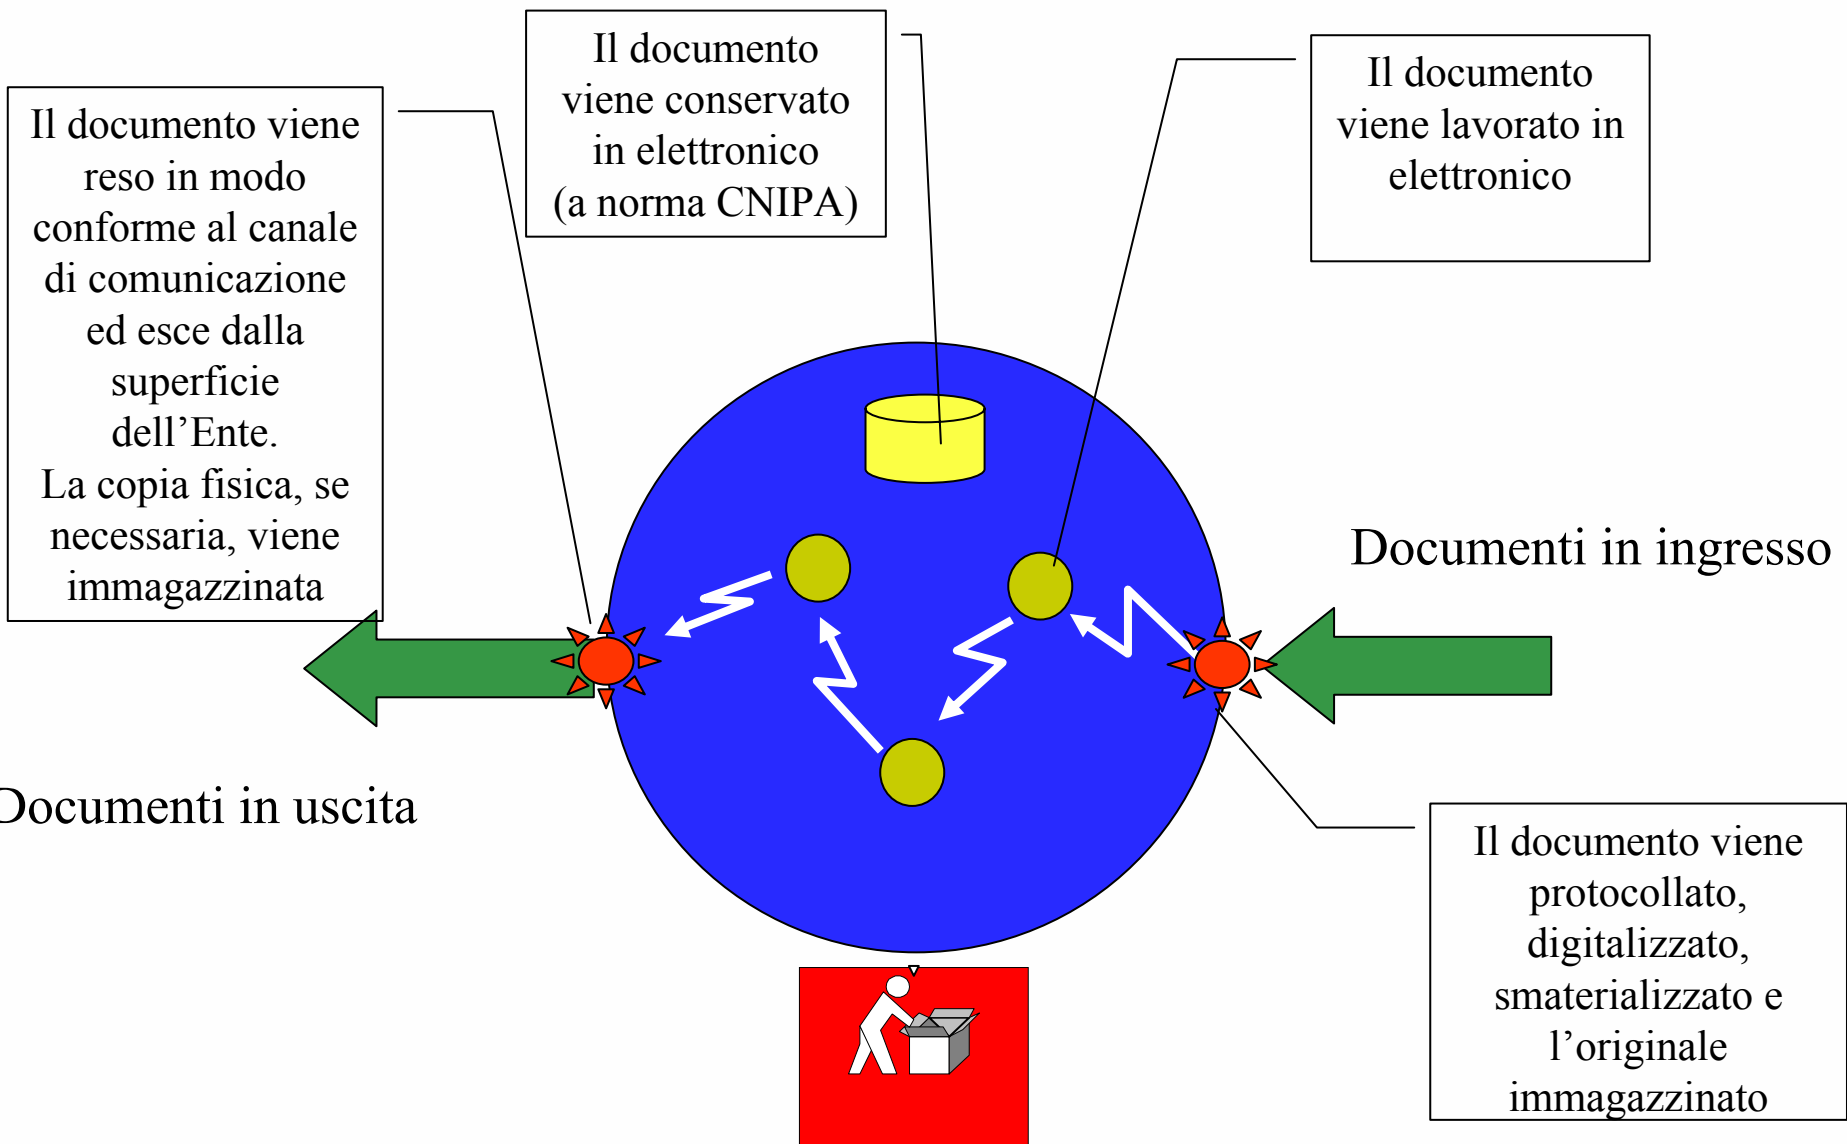 Il documento viene
reso in modo
conforme al canale
di comunicazione
ed esce dalla
superficie
dell’Ente.
La copia fisica, se
necessaria, viene
immagazzinata
Il documento
viene conservato
in elettronico
(a norma CNIPA)
Il documento
viene lavorato in
elettronico
Documenti in ingresso
Documenti in uscita
Il documento viene
protocollato,
digitalizzato,
smaterializzato e
l’originale
immagazzinato